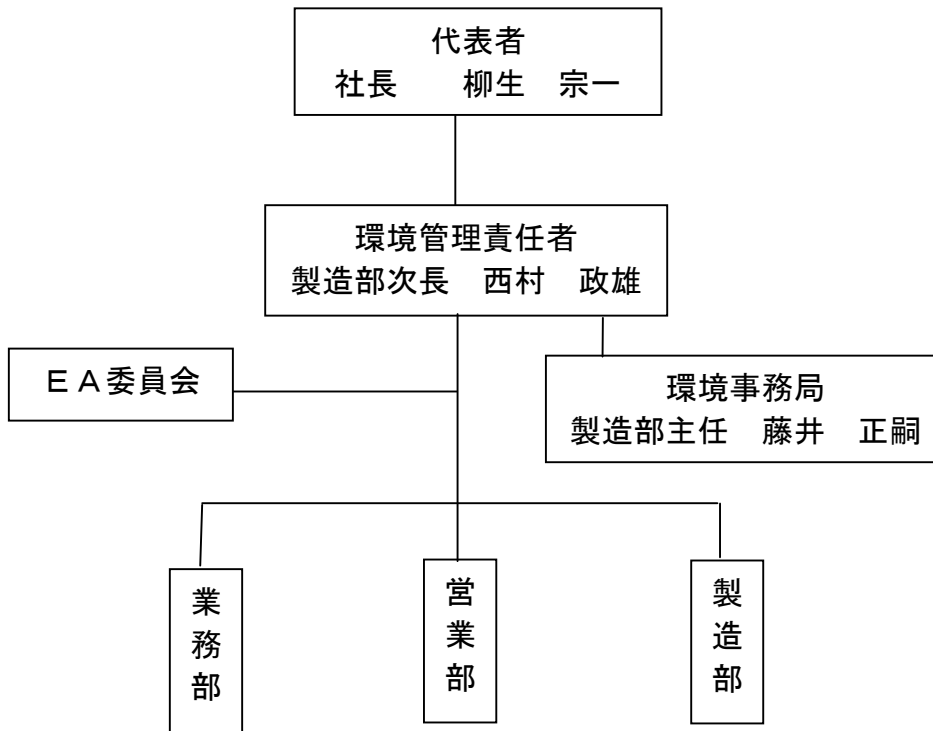 代表者
社長　　柳生　宗一
環境管理責任者
製造部次長　西村　政雄
ＥＡ委員会
環境事務局
製造部主任　藤井　正嗣
業務部
営業部
製造部